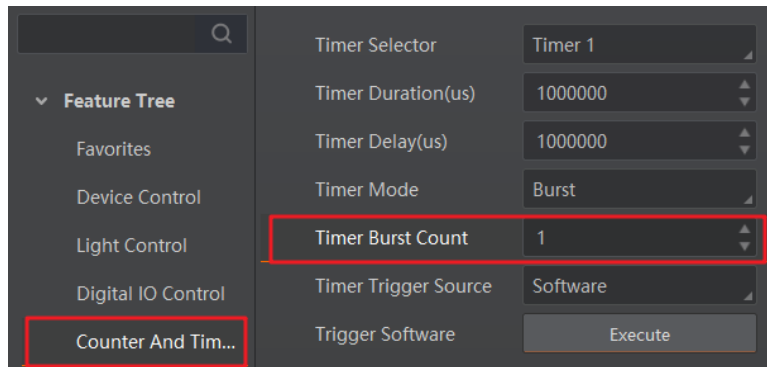 Feature Tree
Favorites
Device Control
Light Control
Digital IO Control
Counter And Tim...
Timer Selector Timer 1
Timer Duration(us) 1000000
Timer Delay(us) 1000000
Timer Mode Burst
Timer Burst Count 1
Timer Trigger Source Software
Trigger Software Execute